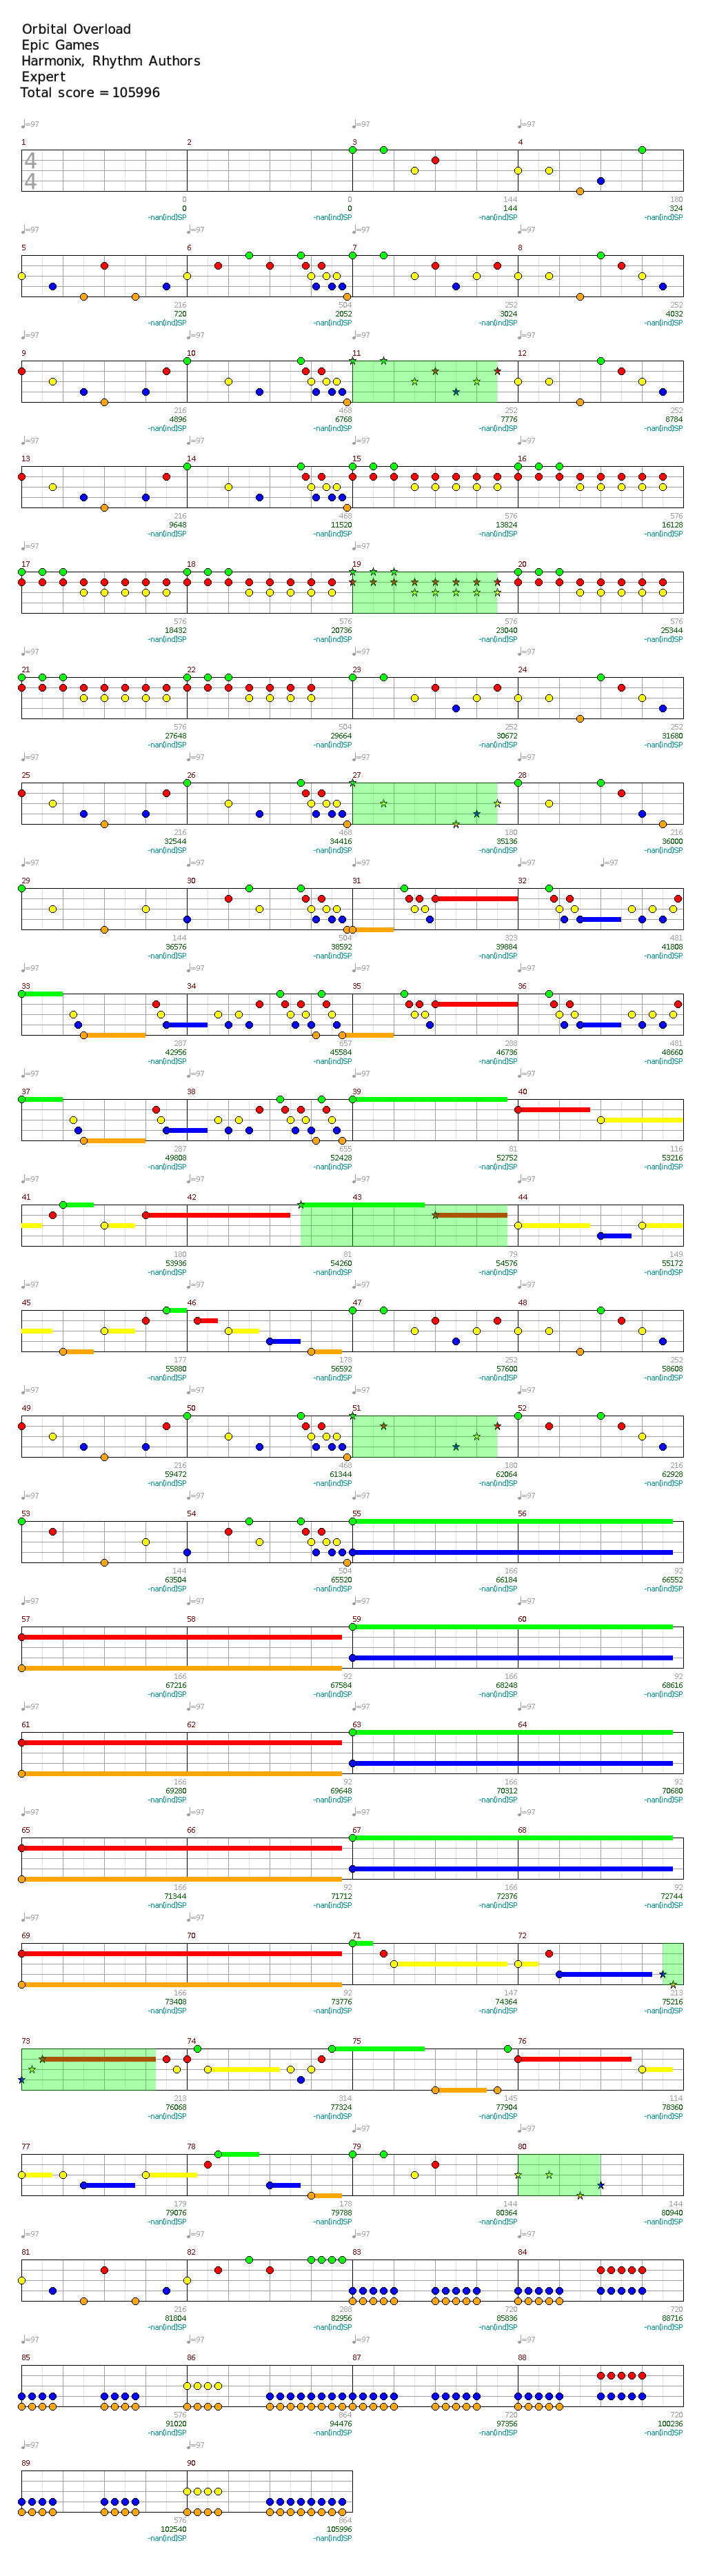 Orbital Overload
Epic Games
Harmonix, Rhythm Authors
Expert
Total score = 105996
♩=97 ♩=97 ♩=97
1 2 3 4
4
4
0 0 144 180
0 144 324
-nan(ind)SP -nan(ind)SP -nan(ind)SP
♩=97 ♩=97 ♩=97
5 6 7 8
216 504 252 252
720 2052 3024 4032
-nan(ind)SP -nan(ind)SP -nan(ind)SP -nan(ind)SP
9 10 11 12
216 468 252 252
4896 6768 7776 8784
-nan(ind)SP -nan(ind)SP -nan(ind)SP -nan(ind)SP
13 14 15 16
216 468 576 576
9648 11520 13824 16128
-nan(ind)SP -nan(ind)SP -nan(ind)SP -nan(ind)SP
17 18 19 20
576 576 576 576
18432 20736 23040 25344
-nan(ind)SP -nan(ind)SP -nan(ind)SP -nan(ind)SP
21 22 23 24
576 504 252 252
27648 29664 30672 31680
-nan(ind)SP -nan(ind)SP -nan(ind)SP -nan(ind)SP
25 26 27 28
216 468 180 216
32544 34416 35136 36000
-nan(ind)SP -nan(ind)SP -nan(ind)SP -nan(ind)SP
29 30 31 32
144 504 323 481
36576 38592 39884 41808
-nan(ind)SP -nan(ind)SP -nan(ind)SP -nan(ind)SP
33 34 35 36
287 657 288 481
42956 45584 46736 48660
-nan(ind)SP -nan(ind)SP -nan(ind)SP -nan(ind)SP
37 38 39 40
287 655 81 116
49808 52428 52752 53216
-nan(ind)SP -nan(ind)SP -nan(ind)SP -nan(ind)SP
41 42 43 44
180 81 79 149
53936 54260 54576 55172
-nan(ind)SP -nan(ind)SP -nan(ind)SP -nan(ind)SP
45 46 47 48
177 178 252 252
55880 56592 57600 58608
-nan(ind)SP -nan(ind)SP -nan(ind)SP -nan(ind)SP
49 50 51 52
216 468 180 216
59472 61344 62064 62928
-nan(ind)SP -nan(ind)SP -nan(ind)SP -nan(ind)SP
53 54 55 56
144 504 166 92
63504 65520 66184 66552
-nan(ind)SP -nan(ind)SP -nan(ind)SP -nan(ind)SP
57 58 59 60
166 92 166 92
67216 67584 68248 68616
-nan(ind)SP -nan(ind)SP -nan(ind)SP -nan(ind)SP
61 62 63 64
166 92 166 92
69280 69648 70312 70680
-nan(ind)SP -nan(ind)SP -nan(ind)SP -nan(ind)SP
65 66 67 68
166 92 166 92
71344 71712 72376 72744
-nan(ind)SP -nan(ind)SP -nan(ind)SP -nan(ind)SP
69 70 71 72
166 92 147 213
73408 73776 74364 75216
-nan(ind)SP -nan(ind)SP -nan(ind)SP -nan(ind)SP
73 74 75 76
213 314 145 114
76068 77324 77904 78360
-nan(ind)SP -nan(ind)SP -nan(ind)SP -nan(ind)SP
77 78 79 80
179 178 144 144
79076 79788 80364 80940
-nan(ind)SP -nan(ind)SP -nan(ind)SP -nan(ind)SP
81 82 83 84
216 288 720 720
81804 82956 85836 88716
-nan(ind)SP -nan(ind)SP -nan(ind)SP -nan(ind)SP
85 86 87 88
576 864 720 720
91020 94476 97356 100236
-nan(ind)SP -nan(ind)SP -nan(ind)SP -nan(ind)SP
♩=97 ♩=97
89 90
576 864
102540 105996
-nan(ind)SP -nan(ind)SP